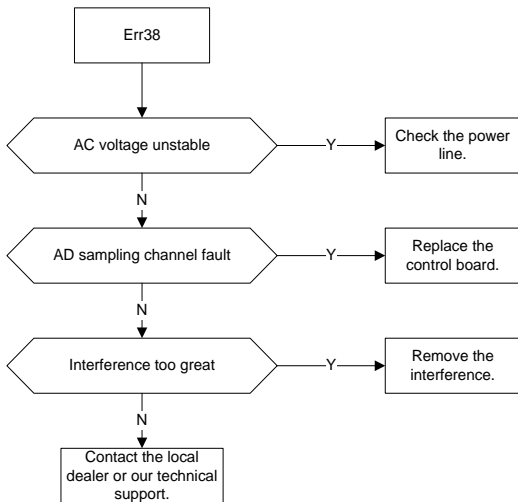 Err38
AC voltage unstable
Y
Check the power
line.
N
AD sampling channel fault
Y
Replace the
control board.
N
Interference too great
Y
Remove the
interference.
N
Contact the local
dealer or our technical
support.